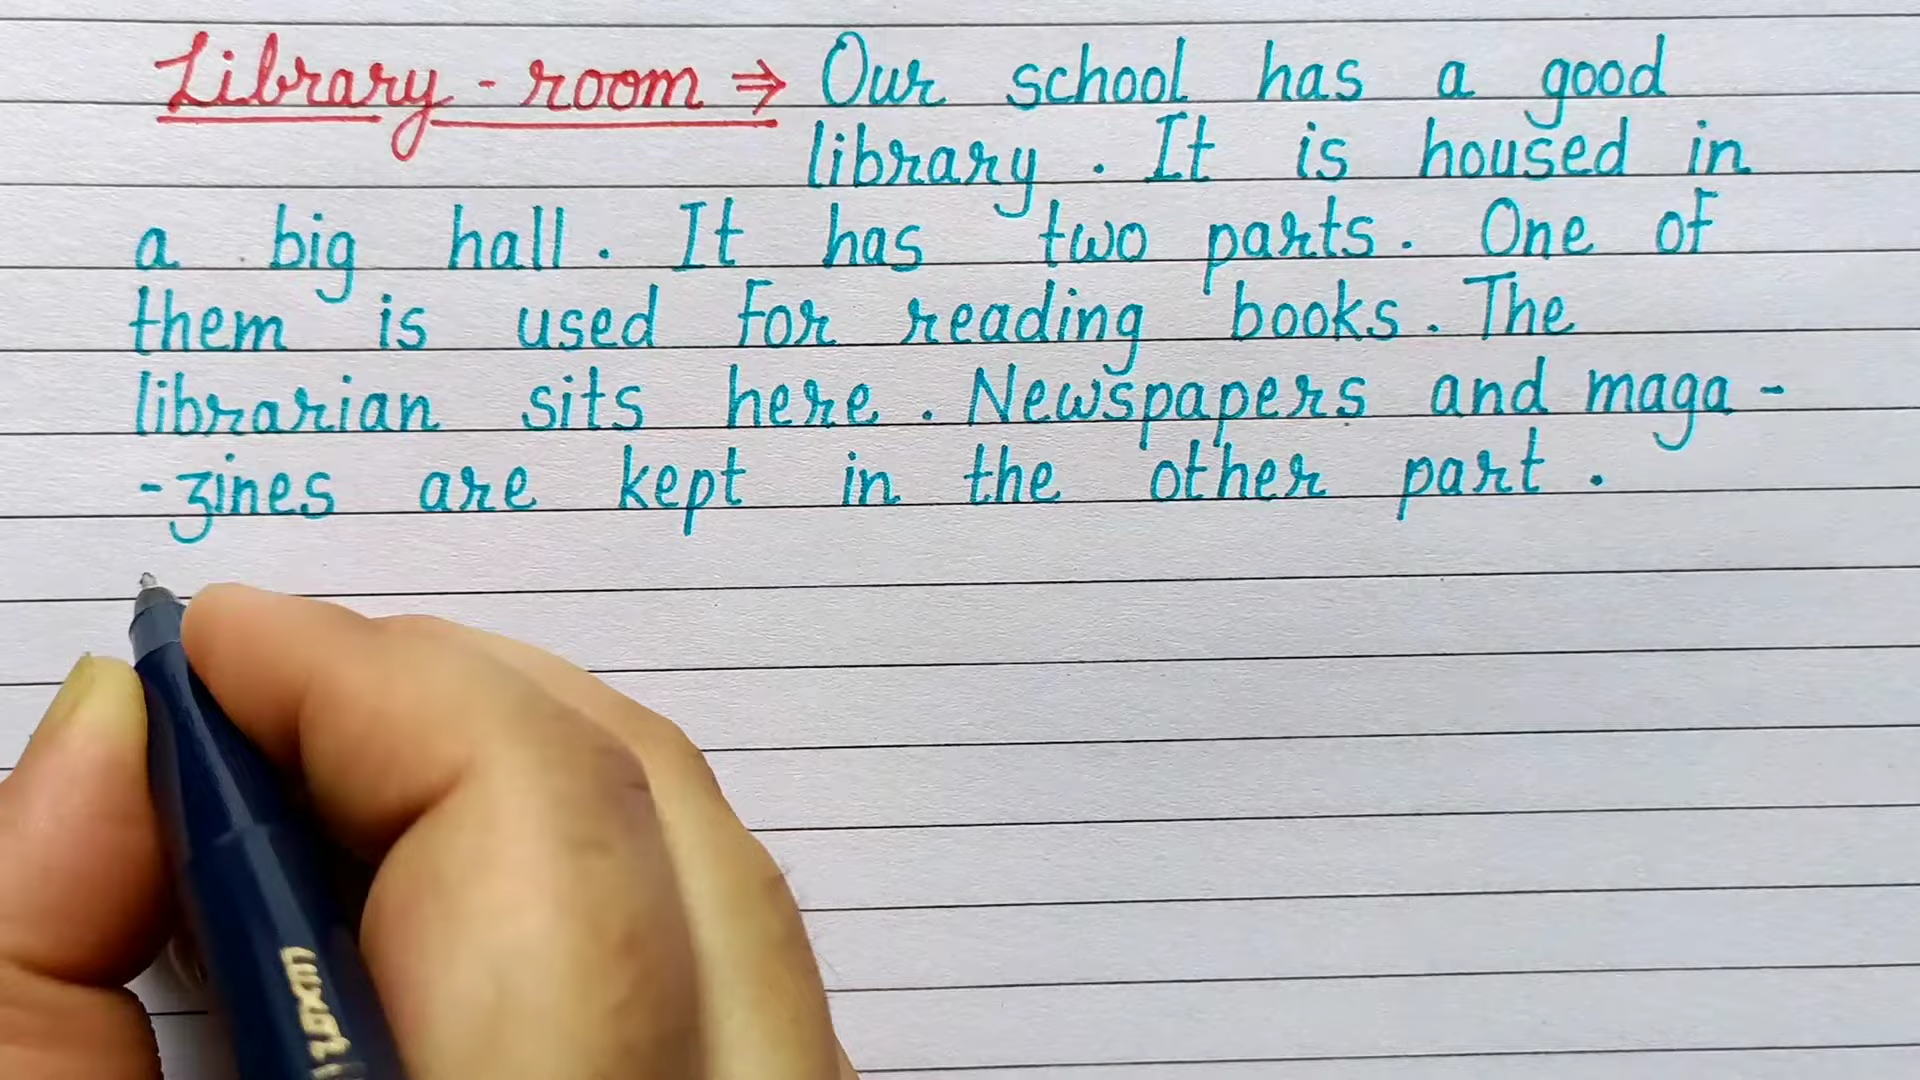 Library - room ⇒ Our school has a good
library. It is housed in
a big hall. It has two parts. One of
them is used for reading books. The
librarian sits here. Newspapers and maga -
- zines are kept in the other part.